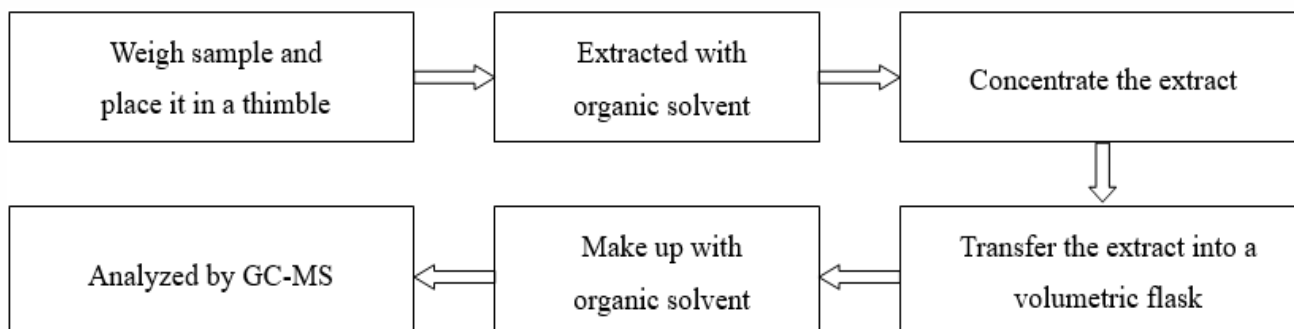 Weigh sample and
place it in a thimble
Extracted with
organic solvent
Concentrate the extract
Transfer the extract into a
volumetric flask
Make up with
organic solvent
Analyzed by GC-MS